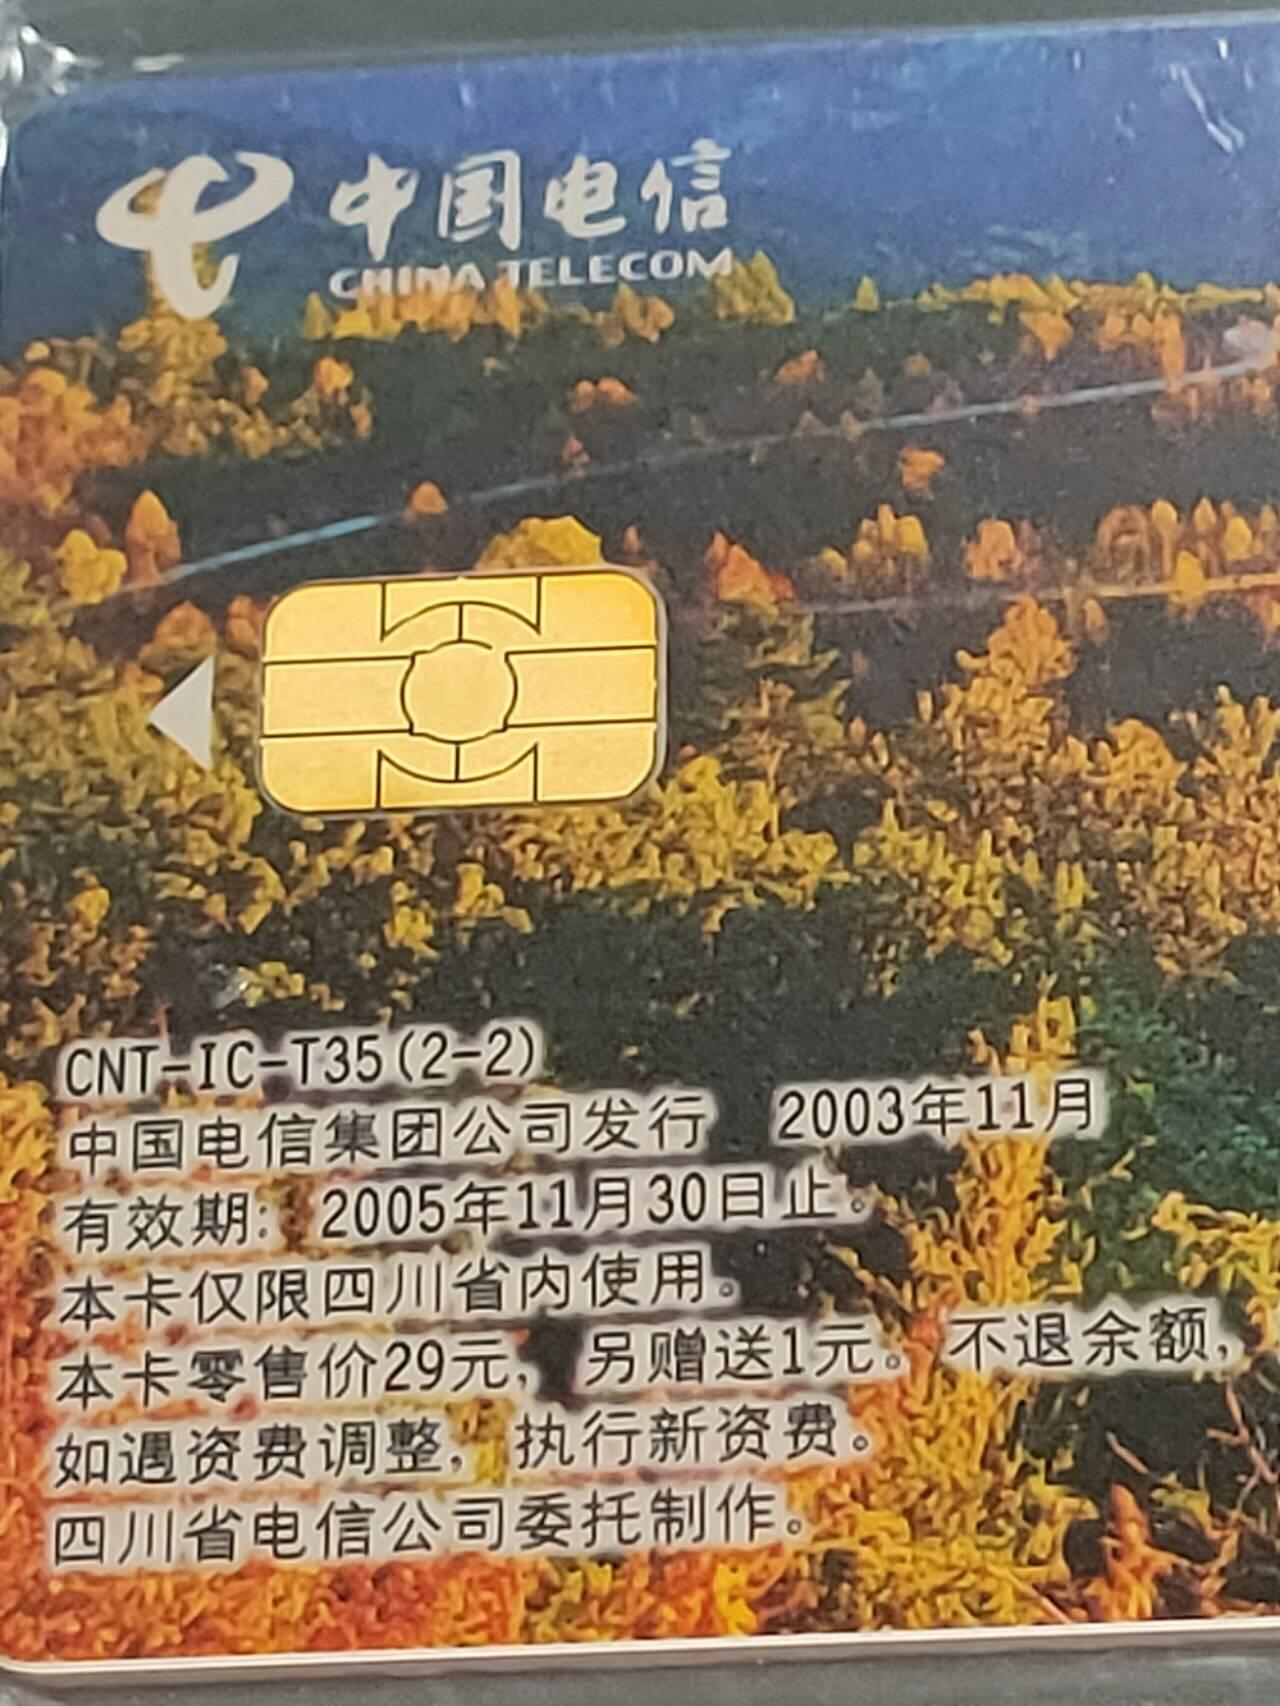 中国电信
CHINA TELECOM
CNT-IC-T35(2-2)
中国电信集团公司发行 2003年11月
有效期: 2005年11月30日止。
本卡仅限四川省内使用。
本卡零售价29元，另赠送1元。不退余额，
如遇资费调整，执行新资费。
四川省电信公司委托制作。